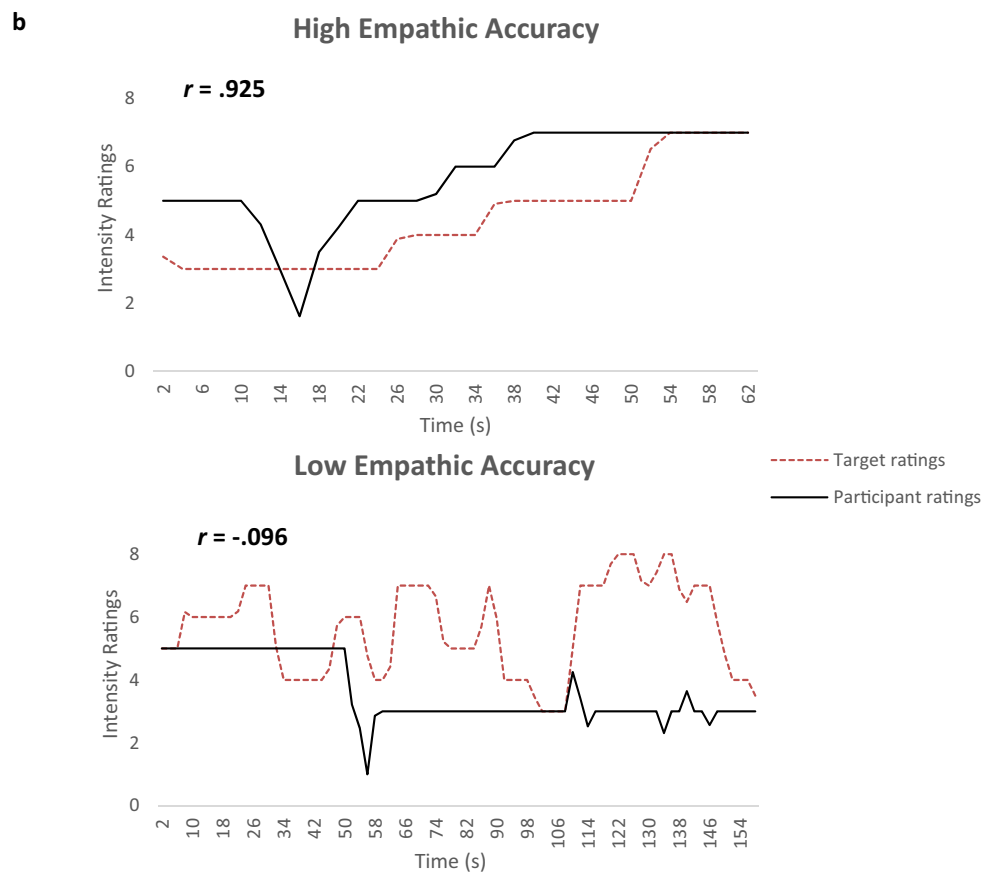 b
High Empathic Accuracy
r = .925
8
6
4
2
0
Intensity Ratings
2 6 10 14 18 22 26 30 34 38 42 46 50 54 58 62
Time (s)
Low Empathic Accuracy
Target ratings
Participant ratings
r = -.096
8
6
4
2
0
Intensity Ratings
2 10 18 26 34 42 50 58 66 74 82 90 98 106 114 122 130 138 146 154
Time (s)